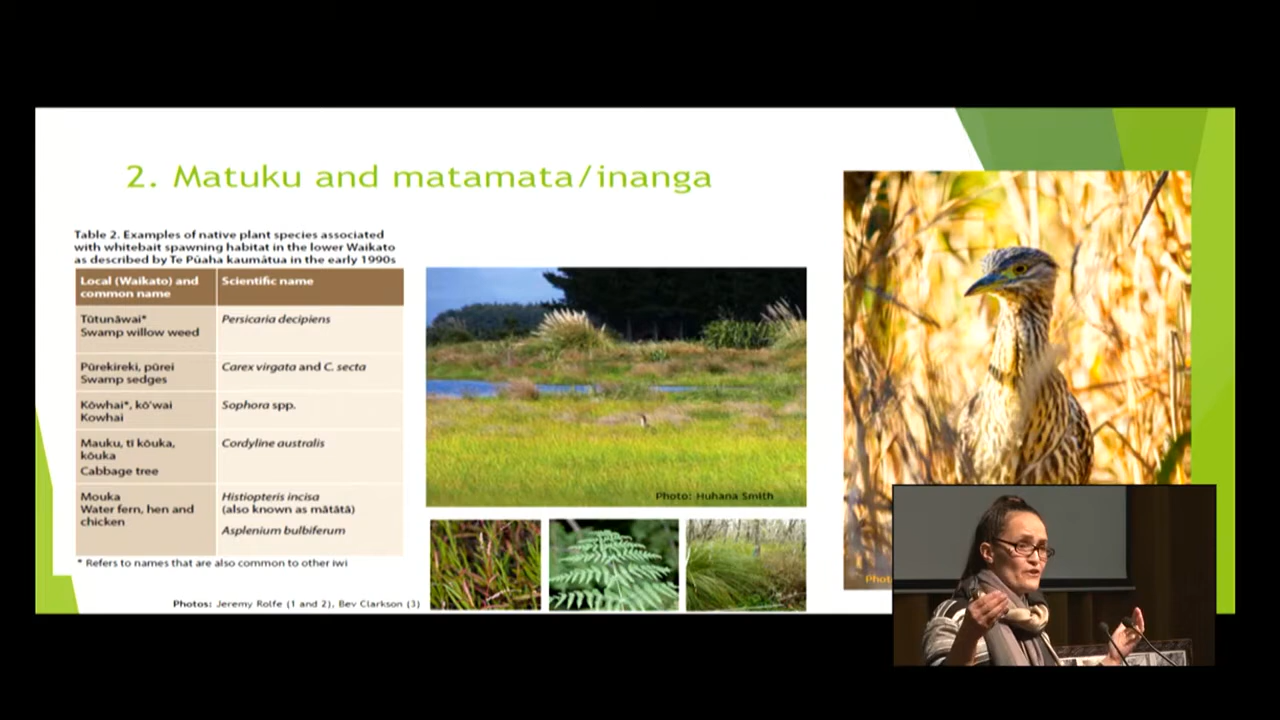 2. Matuku and matamata/inanga
Table 2. Examples of native plant species associated
with whitebait spawning habitat in the lower Waikato
as described by Te Pūaha kaumātua in the early 1990s
Local (Waikato) and
common name
Scientific name
Tūtunāwai*
Swamp willow weed
Persicaria decipiens
Pūrekireki, pūrei
Swamp sedges
Carex virgata and C. secta
Kōwhai*, kō'wai
Kowhai
Sophora spp.
Mauku, tī kōuka,
kōuka
Cabbage tree
Cordyline australis
Mouka
Water fern, hen and
chicken
Histiopteris incisa
(also known as mātātā)
Asplenium bulbiferum
* Refers to names that are also common to other iwi
Photos: Jeremy Rolfe (1 and 2), Bev Clarkson (3)
Photo: Huhana Smith